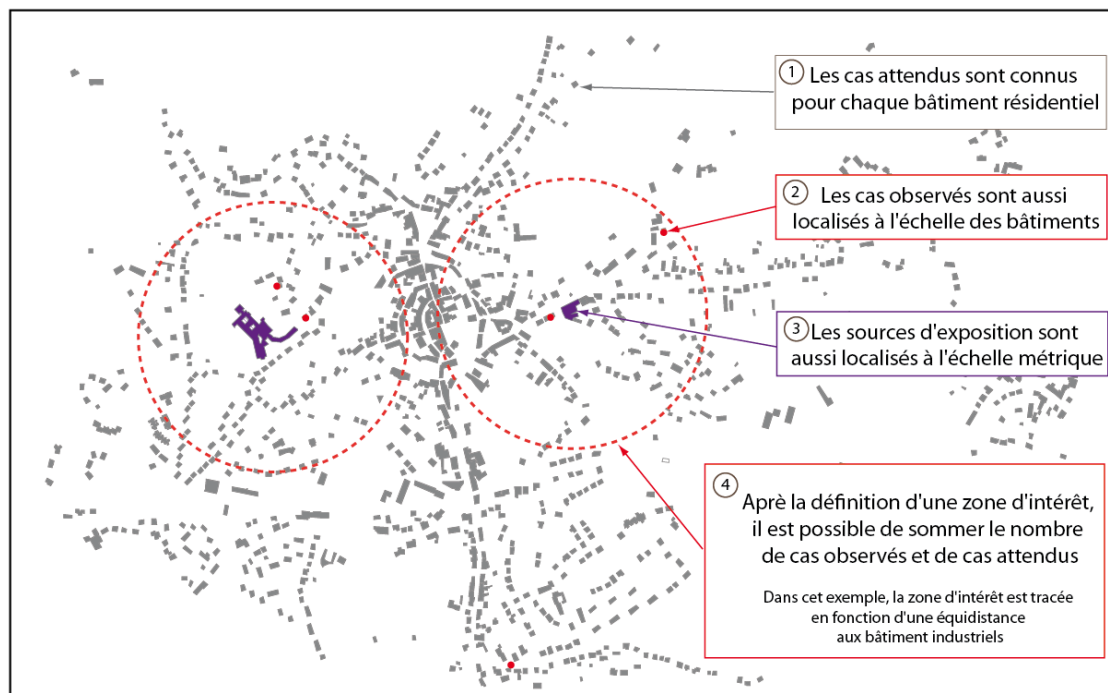 1 Les cas attendus sont connus
pour chaque bâtiment résidentiel
2 Les cas observés sont aussi
localisés à l'échelle des bâtiments
3 Les sources d'exposition sont
aussi localisés à l'échelle métrique
4
Aprè la définition d'une zone d'intérêt,
il est possible de sommer le nombre
de cas observés et de cas attendus
Dans cet exemple, la zone d'intérêt est tracée
en fonction d'une équidistance
aux bâtiment industriels